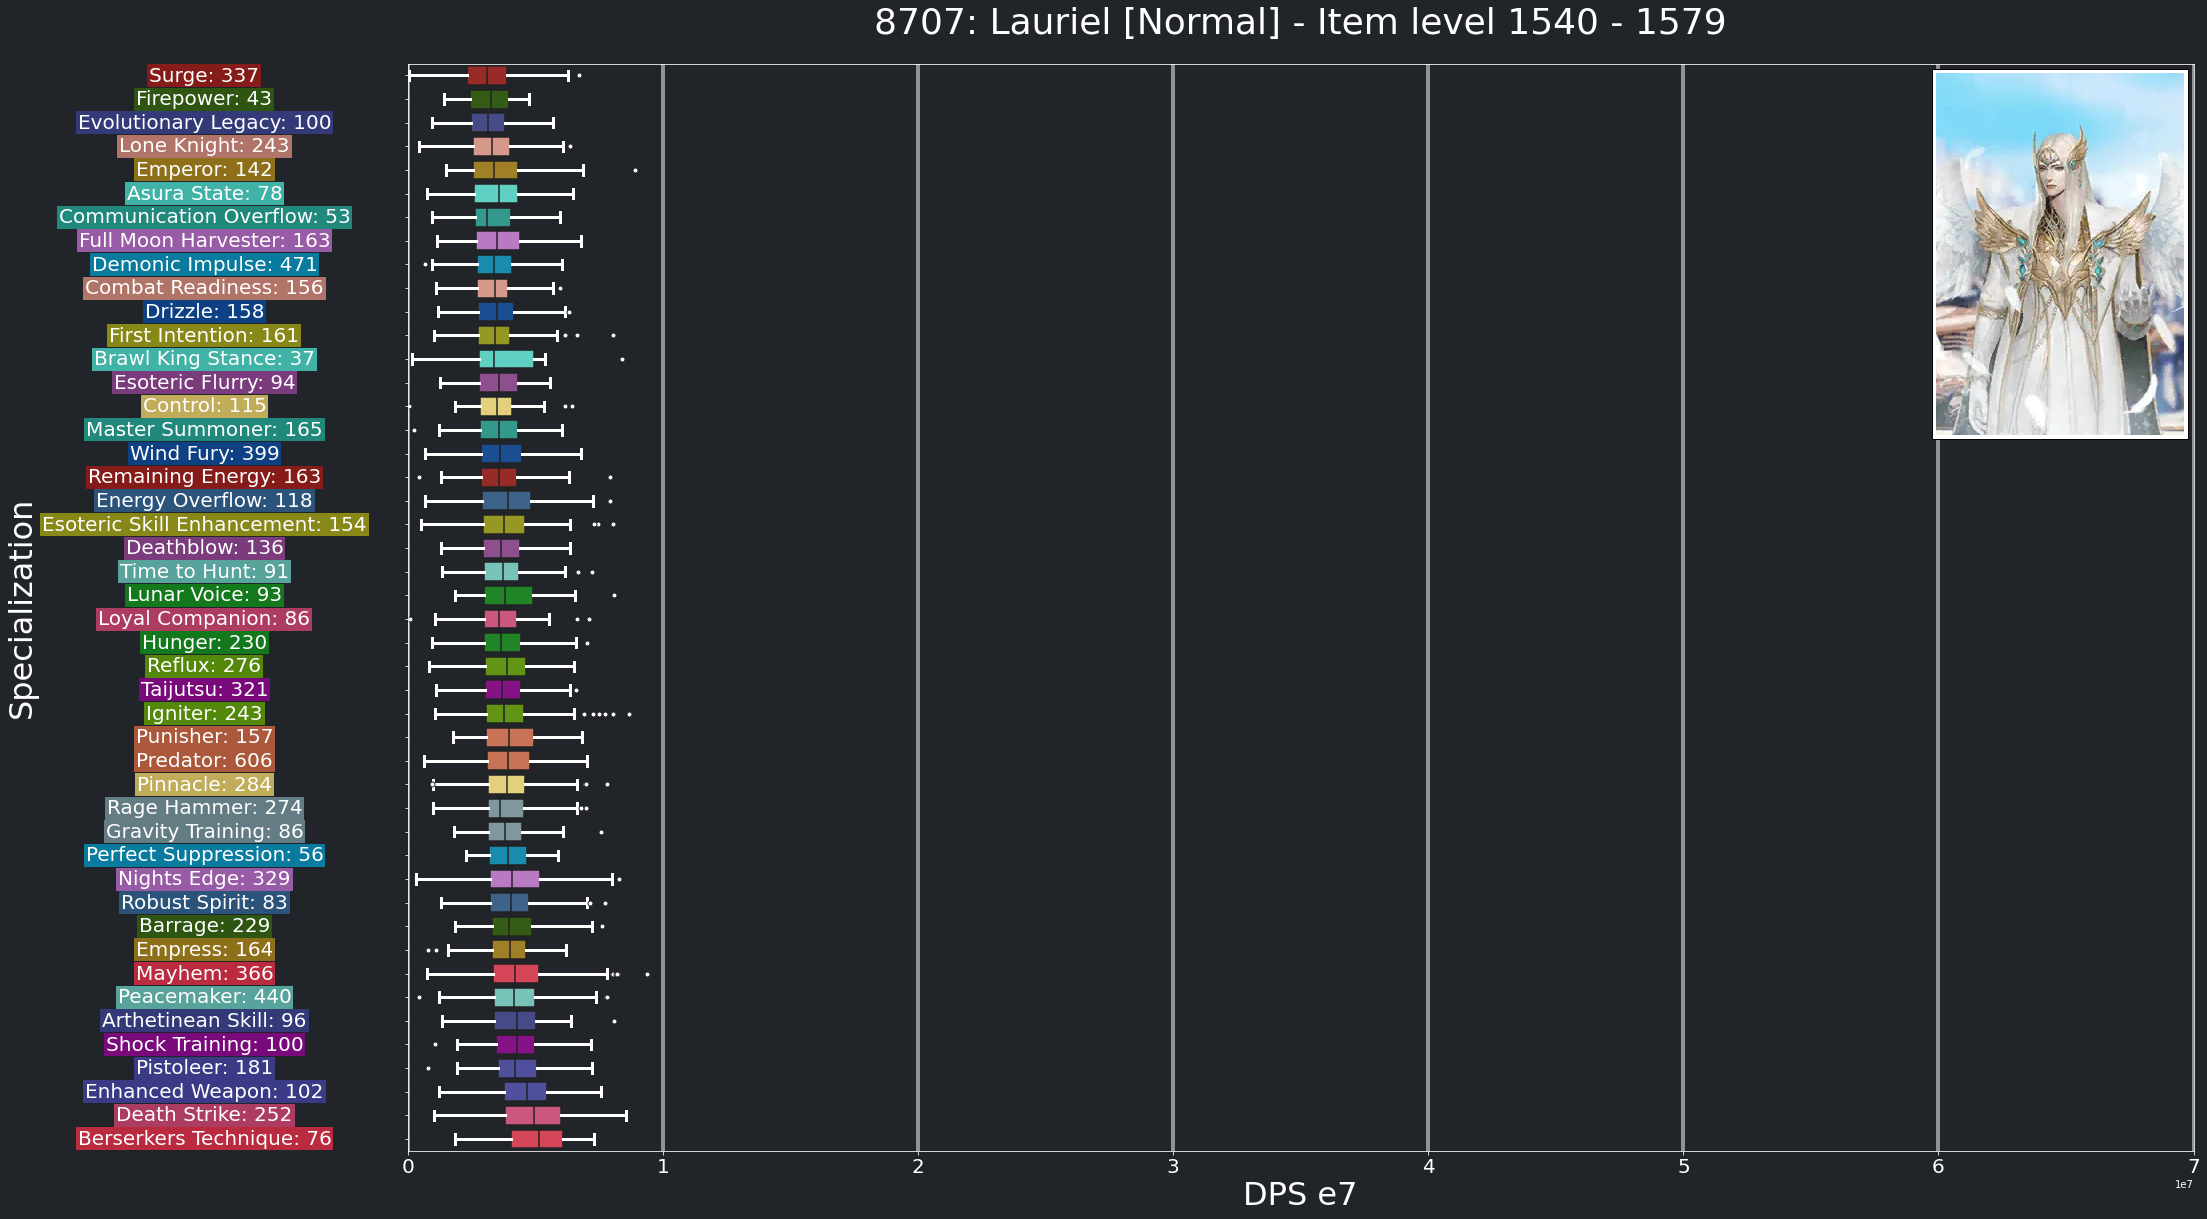 8707: Lauriel [Normal] - Item level 1540 - 1579
Surge: 337
Firepower: 43
Evolutionary Legacy: 100
Lone Knight: 243
Emperor: 142
Asura State: 78
Communication Overflow: 53
Full Moon Harvester: 163
Demonic Impulse: 471
Combat Readiness: 156
Drizzle: 158
First Intention: 161
Brawl King Stance: 37
Esoteric Flurry: 94
Control: 115
Master Summoner: 165
Wind Fury: 399
Remaining Energy: 163
Energy Overflow: 118
Esoteric Skill Enhancement: 154
Deathblow: 136
Time to Hunt: 91
Lunar Voice: 93
Loyal Companion: 86
Hunger: 230
Reflux: 276
Taijutsu: 321
Igniter: 243
Punisher: 157
Predator: 606
Pinnacle: 284
Rage Hammer: 274
Gravity Training: 86
Perfect Suppression: 56
Nights Edge: 329
Robust Spirit: 83
Barrage: 229
Empress: 164
Mayhem: 366
Peacemaker: 440
Arthetinean Skill: 96
Shock Training: 100
Pistoleer: 181
Enhanced Weapon: 102
Death Strike: 252
Berserkers Technique: 76
Specialization
0 1 2 3 4 5 6 7
1e7
DPS e7